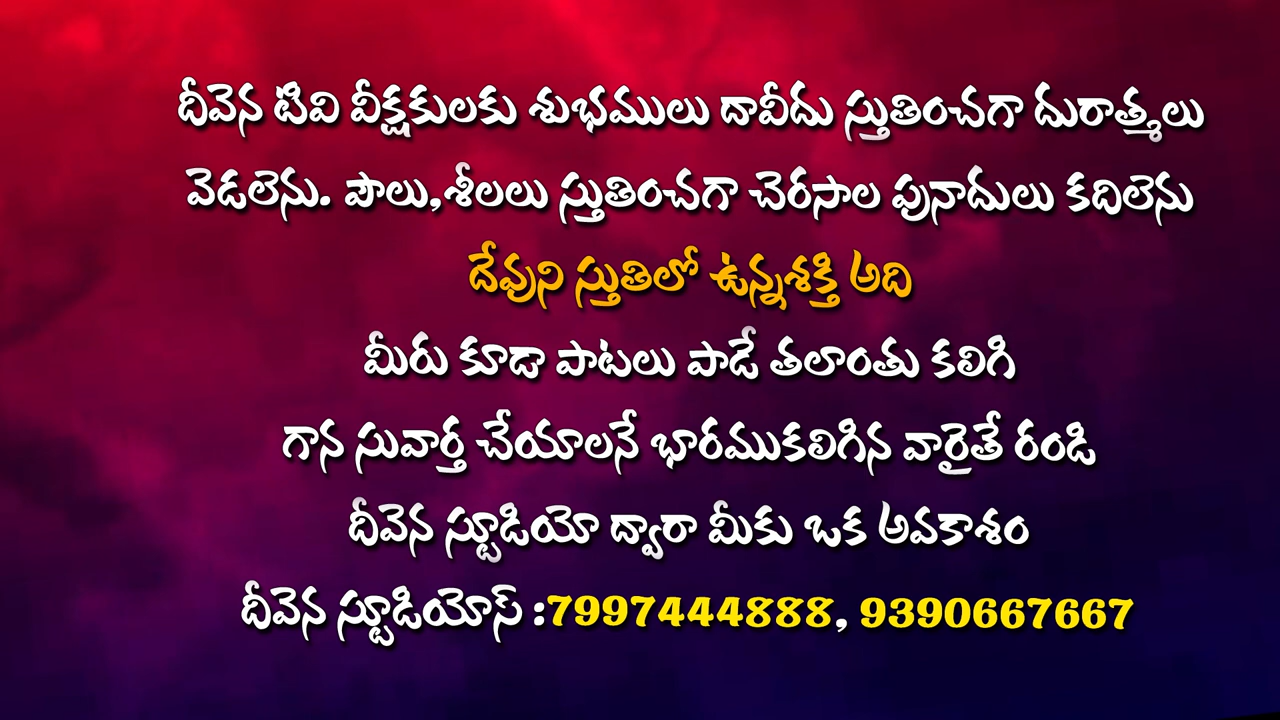 దీవెన టివి వీక్షకులకు శుభములు దావీదు స్తుతించగా దురాత్మలు
వెడలెను. పౌలు,శీలలు స్తుతించగా చెరసాల పునాదులు కదిలెను
దేవుని స్తుతిలో ఉన్నశక్తి అది
మీరు కూడా పాటలు పాడే తలాంతు కలిగి
గాన సువార్త చేయాలనే భారముకలిగిన వారైతే రండి
దీవెన స్టూడియో ద్వారా మీకు ఒక అవకాశం
దీవెన స్టూడియోస్ :7997444888, 9390667667